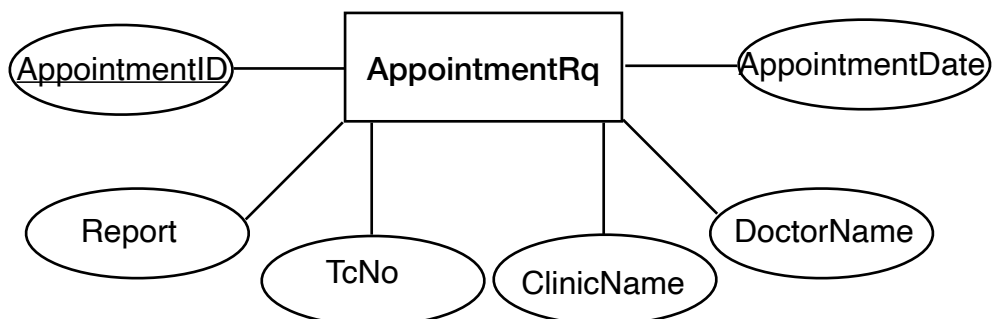 AppointmentID
AppointmentRq
AppointmentDate
Report
TcNo
ClinicName
DoctorName